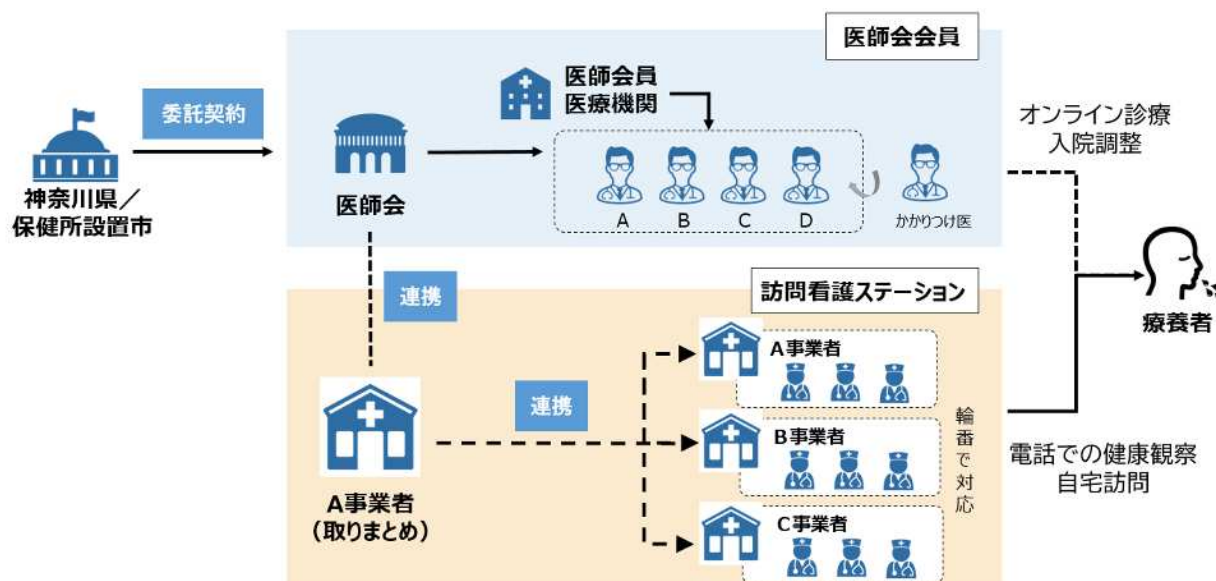 医師会会員
医師会員
医療機関
委託契約
神奈川県／
保健所設置市
医師会
A
B
C
D
かかりつけ医
オンライン診療
入院調整
連携
訪問看護ステーション
療養者
A事業者
連携
B事業者
輪番で対応
電話での健康観察
自宅訪問
A事業者
（取りまとめ）
C事業者